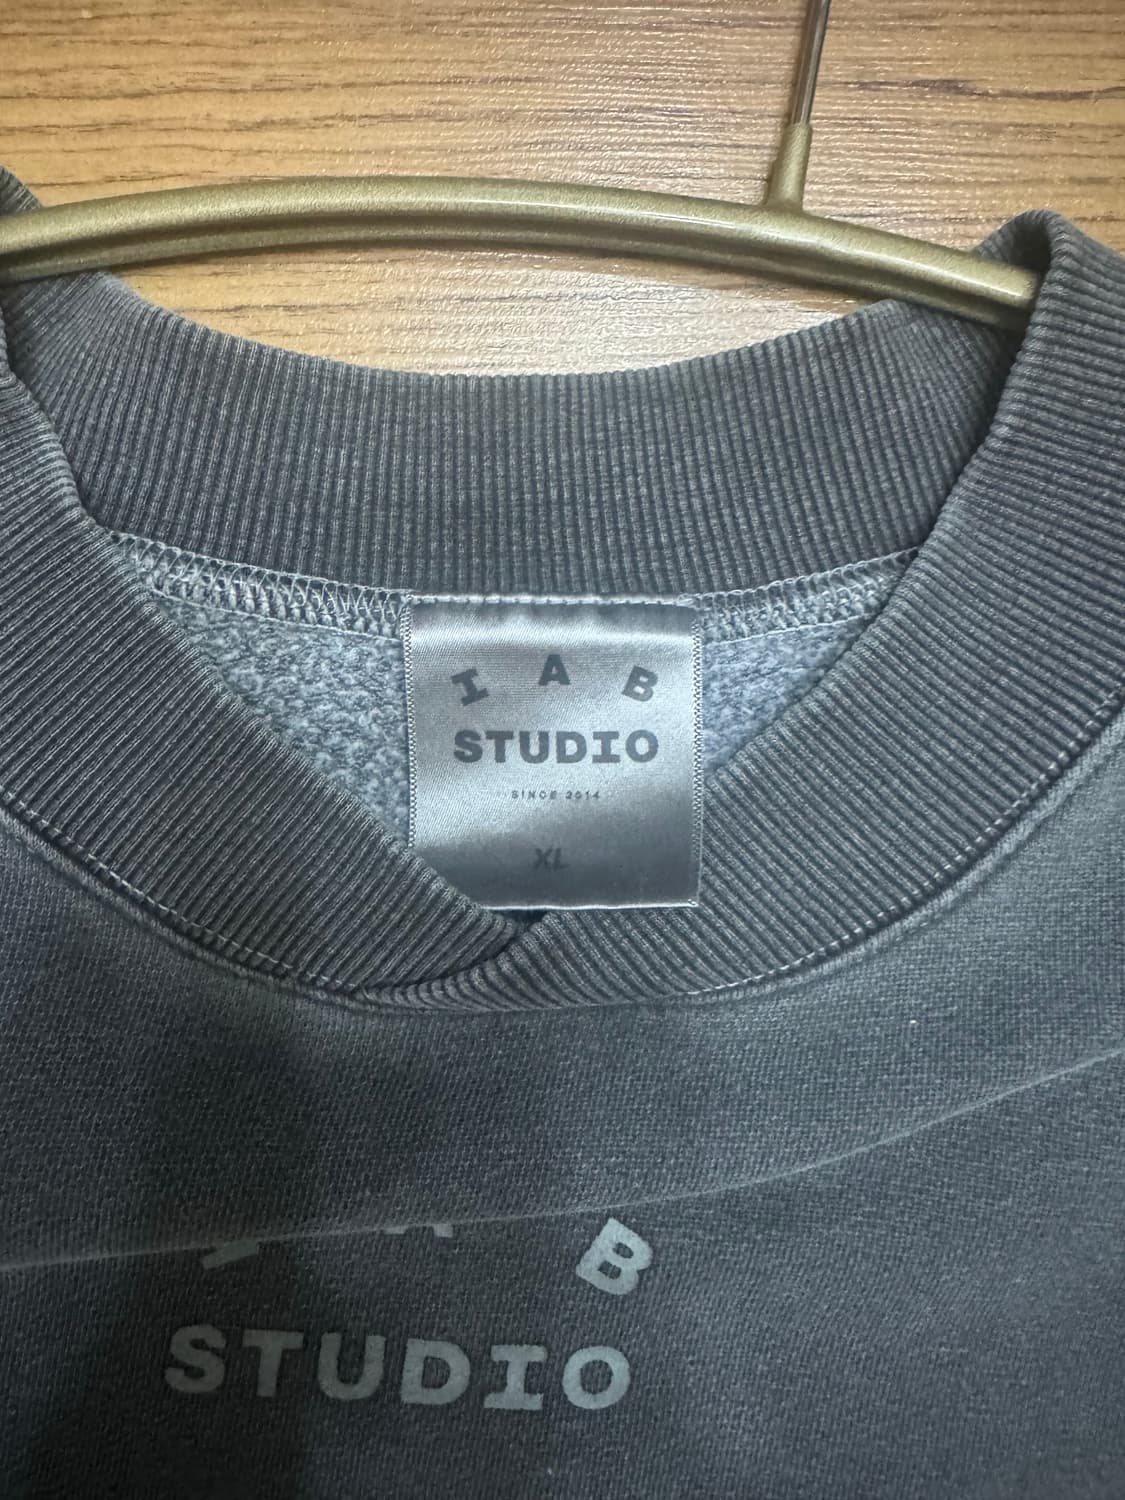 I A B
STUDIO
SINCE 2014
XL
B
STUDIO